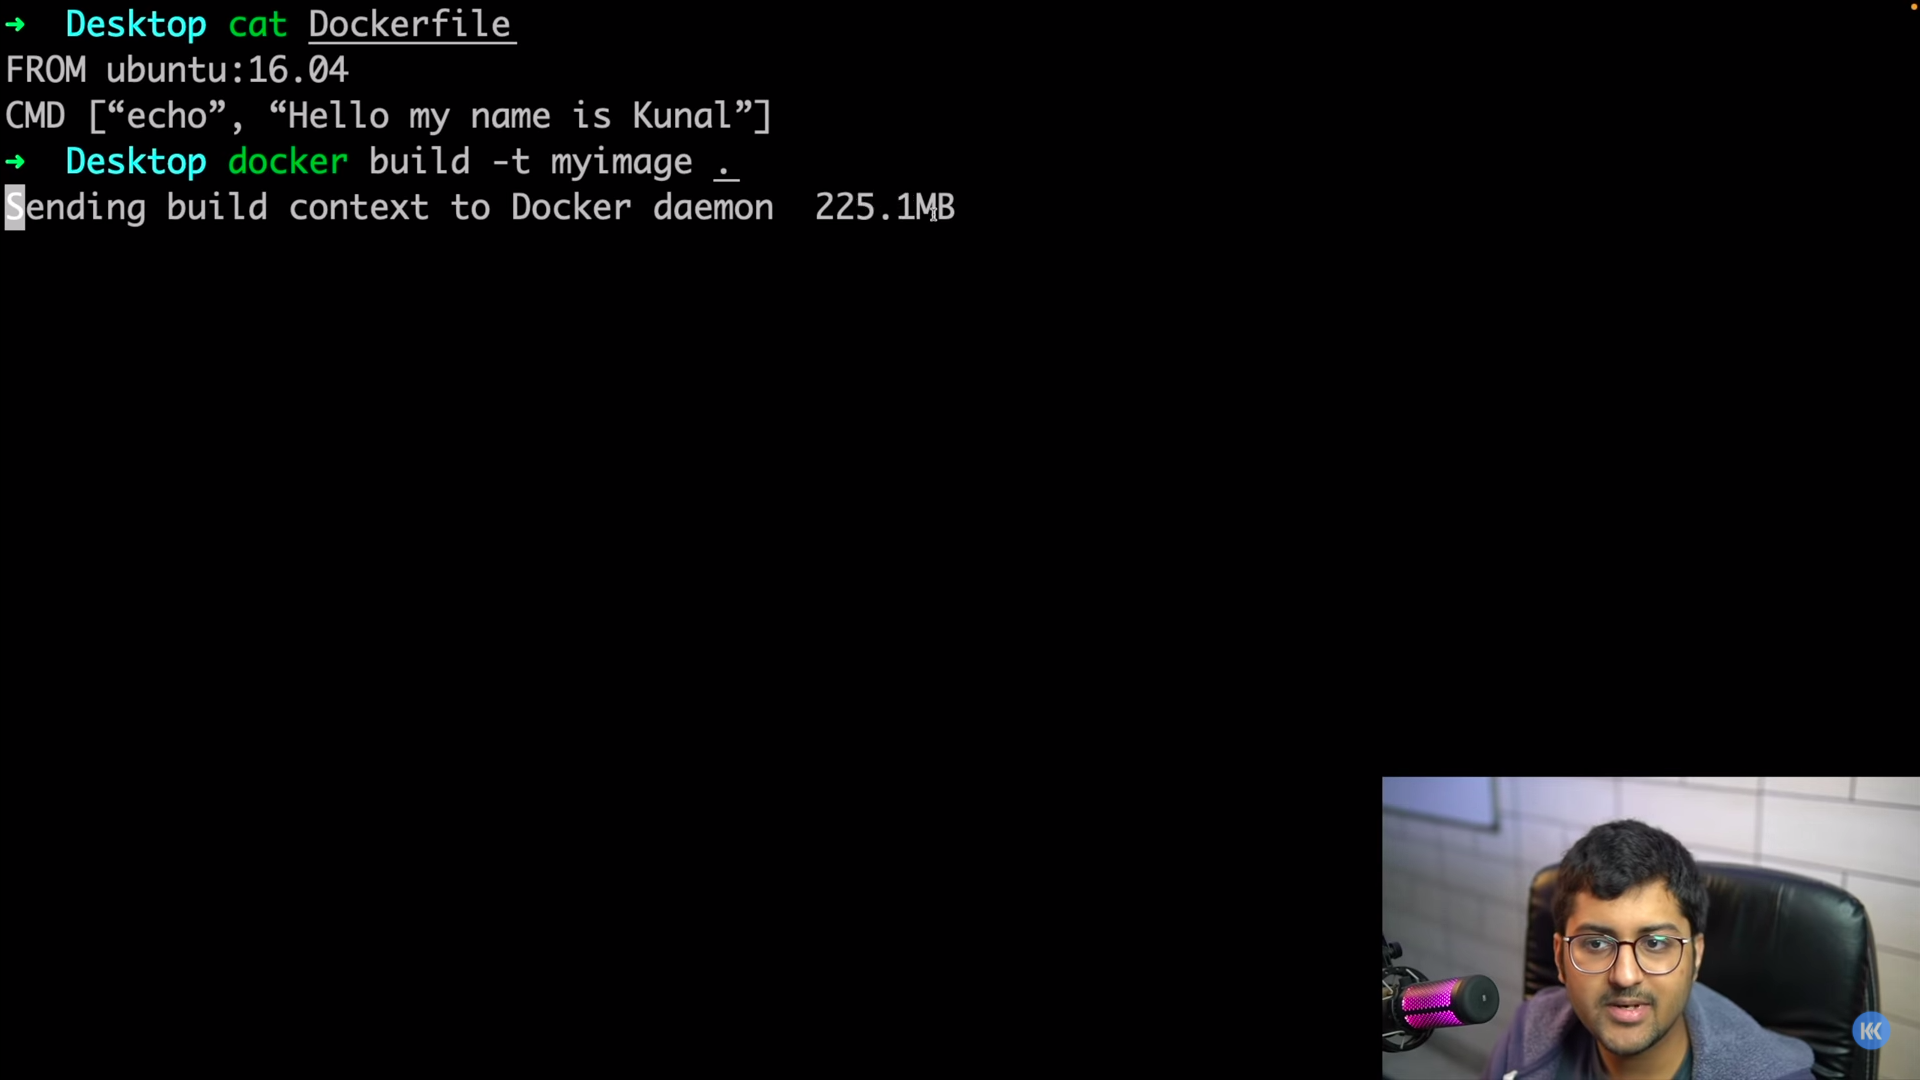 ➜ Desktop cat Dockerfile
FROM ubuntu:16.04
CMD [“echo”, “Hello my name is Kunal”]
➜ Desktop docker build -t myimage .
Sending build context to Docker daemon 225.1MB
KK